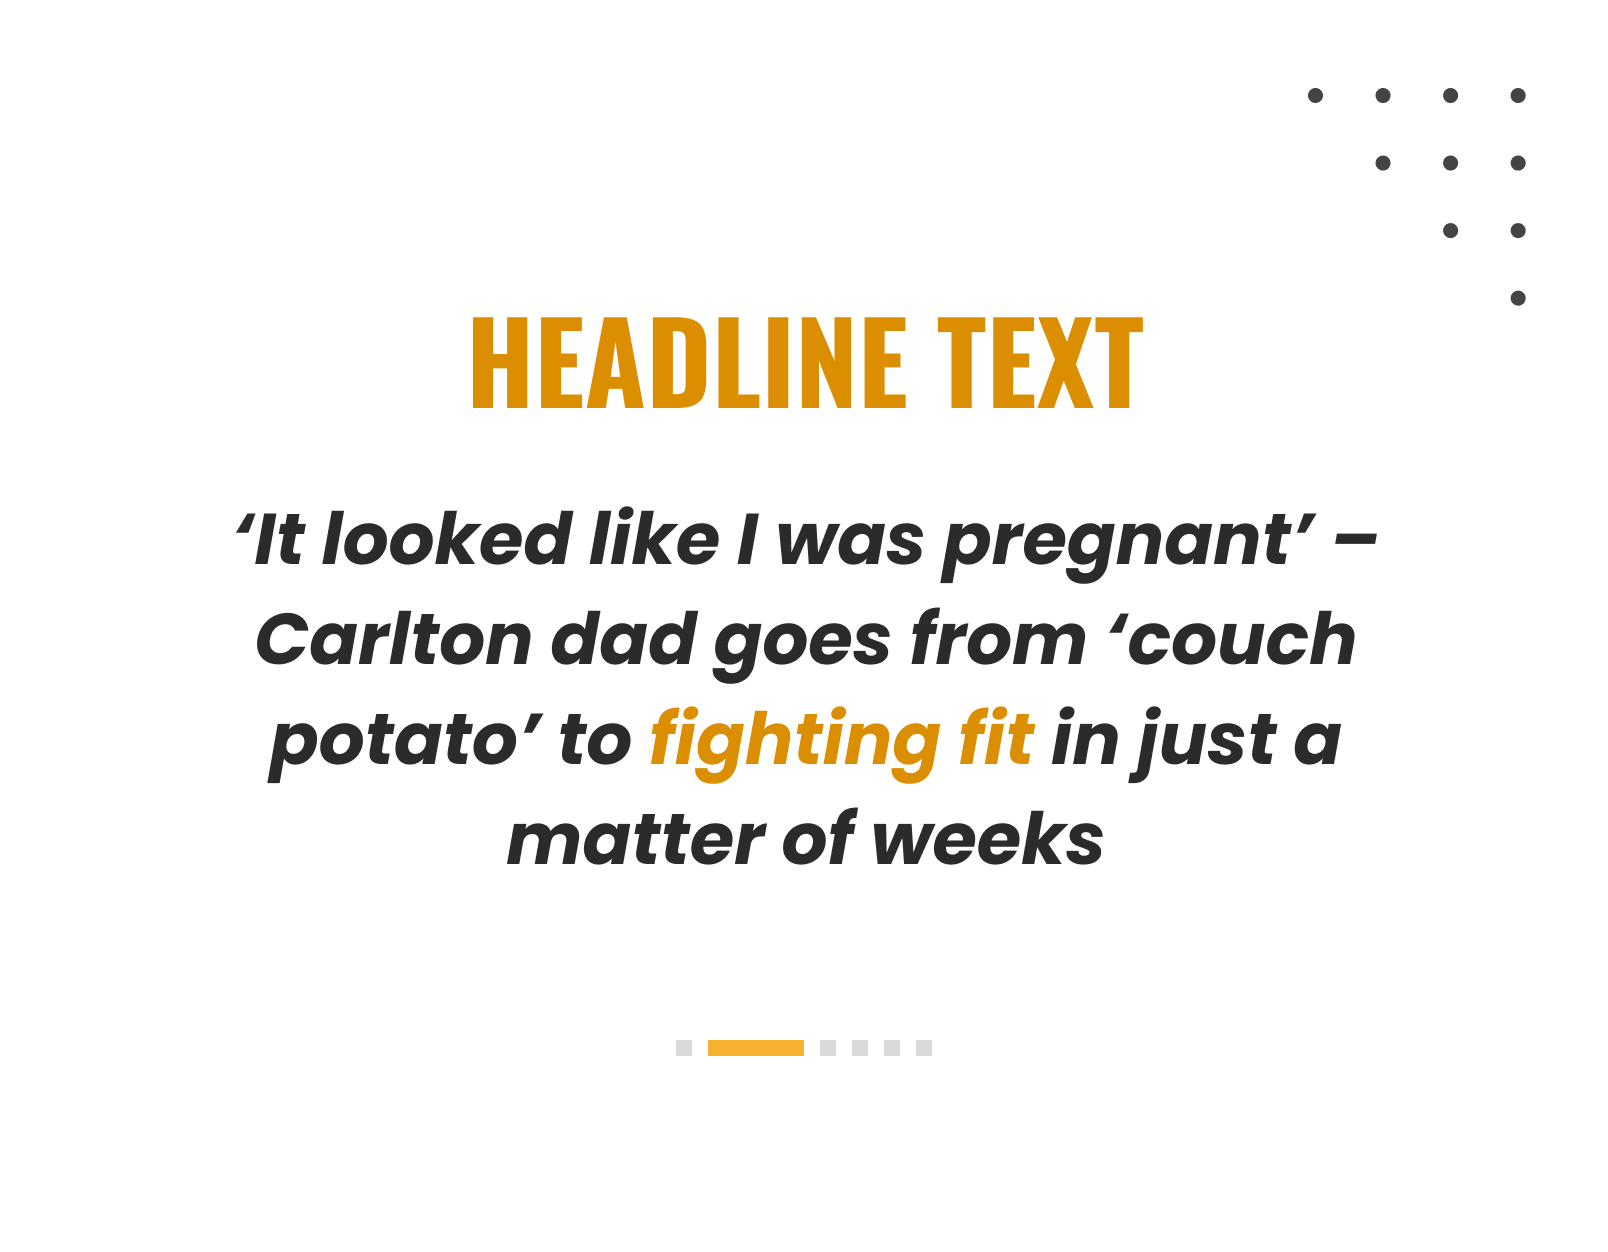 HEADLINE TEXT
‘It looked like I was pregnant’ –
Carlton dad goes from ‘couch
potato’ to fighting fit in just a
matter of weeks